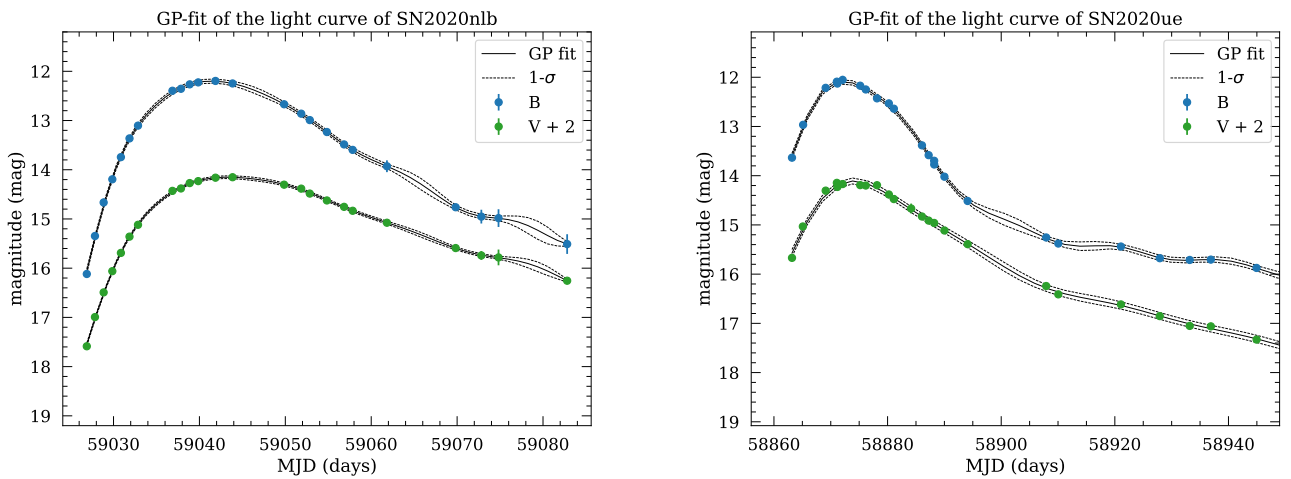 GP-fit of the light curve of SN2020nlb
GP fit
1-σ
B
V + 2
12
13
14
15
16
17
18
19
magnitude (mag)
59030 59040 59050 59060 59070 59080
MJD (days)
GP-fit of the light curve of SN2020ue
GP fit
1-σ
B
V + 2
12
13
14
15
16
17
18
19
magnitude (mag)
58860 58880 58900 58920 58940
MJD (days)